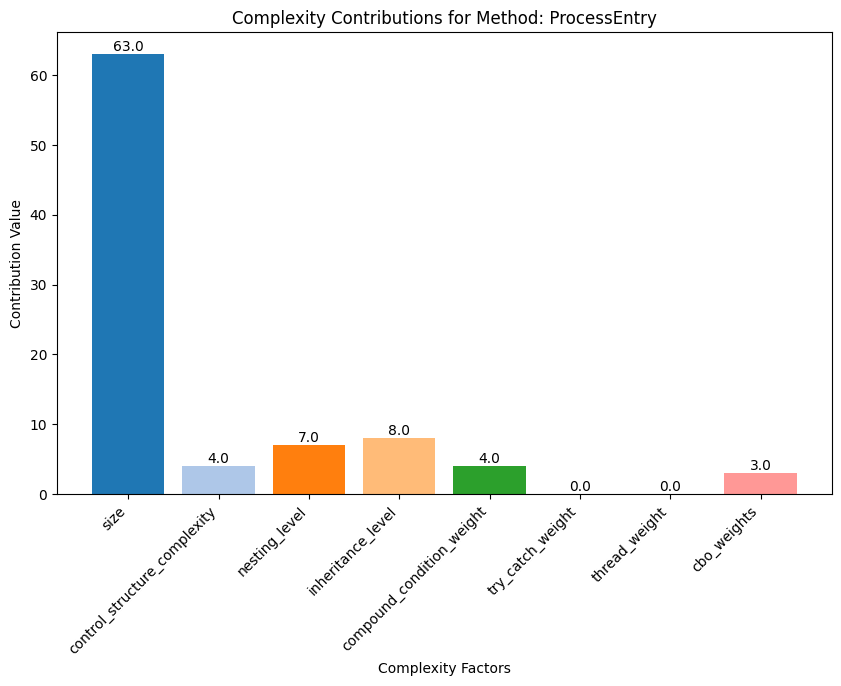 Complexity Contributions for Method: ProcessEntry
Contribution Value
60
50
40
30
20
10
0
63.0
4.0
7.0
8.0
4.0
0.0
0.0
3.0
size
control_structure_complexity
nesting_level
inheritance_level
compound_condition_weight
try_catch_weight
thread_weight
cbo_weights
Complexity Factors